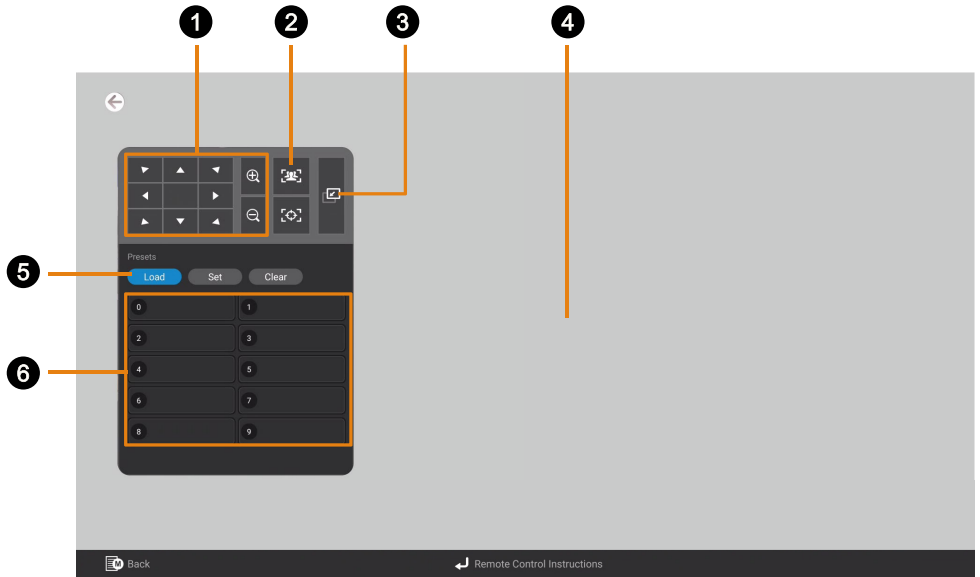 1 2 3 4
Presets
5 Load Set Clear
0 1
2 3
6 4 5
6 7
8 9
M Back Remote Control Instructions